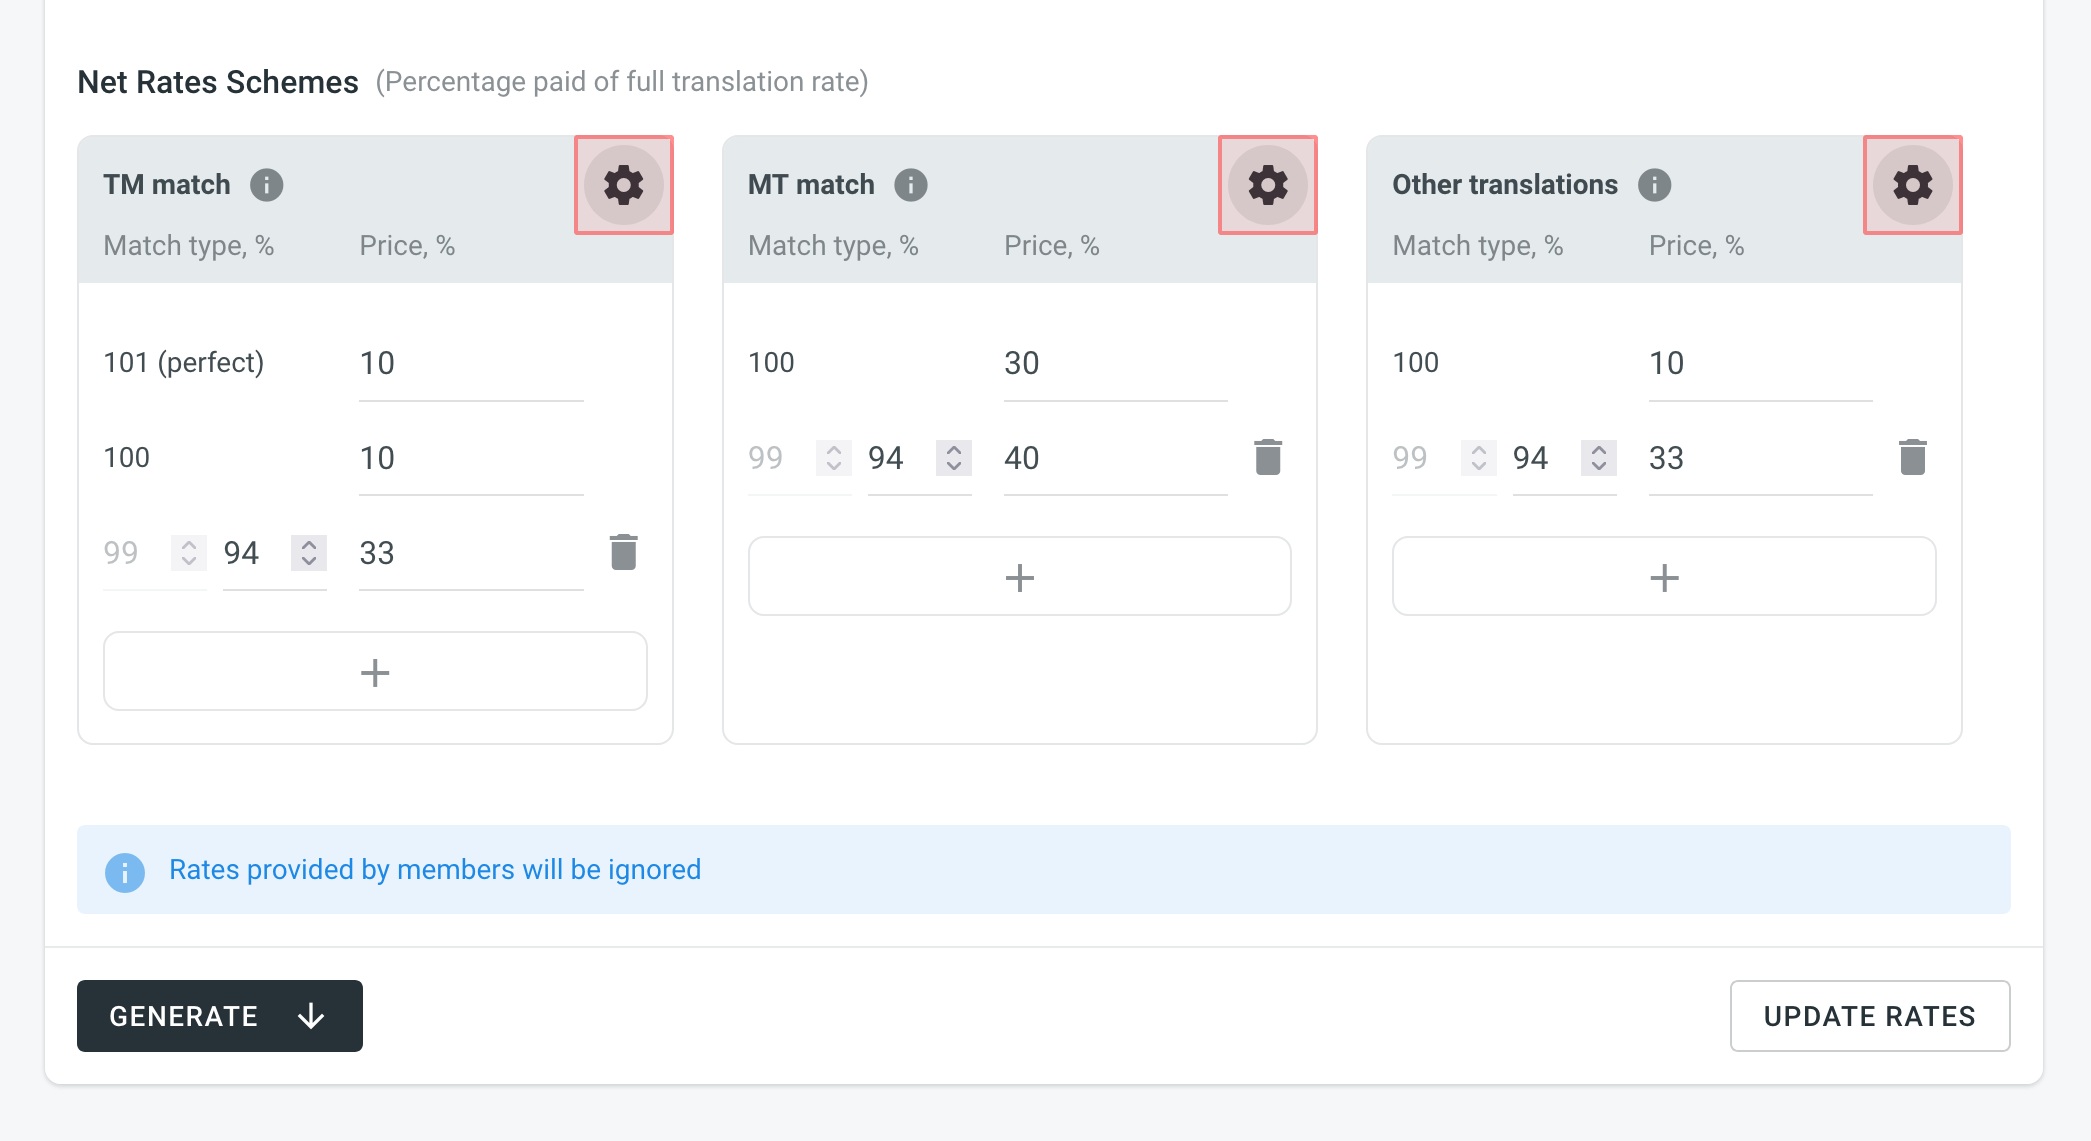 Net Rates Schemes (Percentage paid of full translation rate)
TM match
Match type, % Price, %
101 (perfect) 10
100 10
99 94 33
MT match
Match type, % Price, %
100 30
99 94 40
Other translations
Match type, % Price, %
100 10
99 94 33
Rates provided by members will be ignored
GENERATE
UPDATE RATES